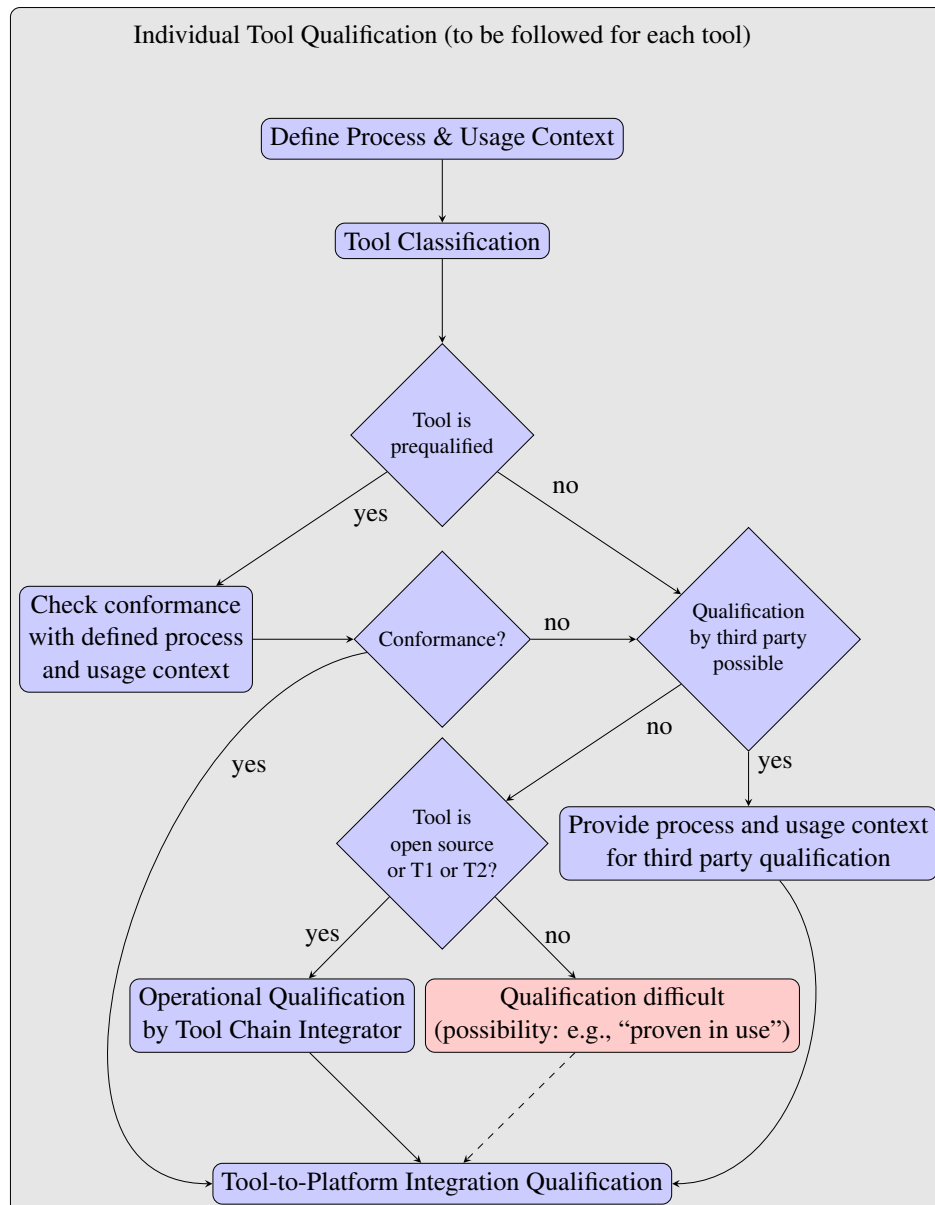 Individual Tool Qualification (to be followed for each tool)
Define Process & Usage Context
Tool Classification
Tool is
prequalified
yes
no
Check conformance
with defined process
and usage context
Conformance?
no
Qualification
by third party
possible
yes
no
yes
Tool is
open source
or T1 or T2?
Provide process and usage context
for third party qualification
yes
no
Operational Qualification
by Tool Chain Integrator
Qualification difficult
(possibility: e.g., “proven in use”)
Tool-to-Platform Integration Qualification